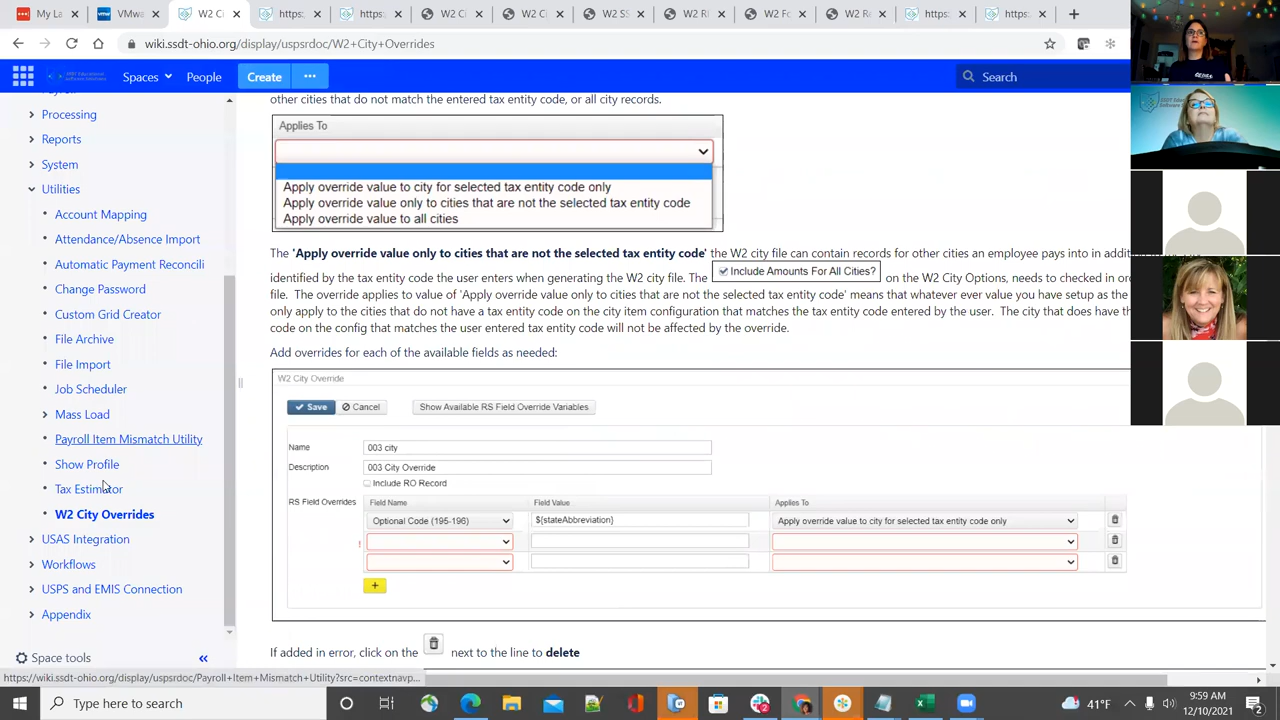 My La
VMwa
W2 Ci
https:
https:
W2 Ci
W2 Ci
W2 SS
W2 RI
W2 Fo
W2 Re
https:
https:
wiki.ssdt-ohio.org/display/uspsrdoc/W2+City+Overrides
Spaces
People
Create
Search
Processing
Reports
System
Utilities
Account Mapping
Attendance/Absence Import
Automatic Payment Reconcili
Change Password
Custom Grid Creator
File Archive
File Import
Job Scheduler
Mass Load
Payroll Item Mismatch Utility
Show Profile
Tax Estimator
W2 City Overrides
USAS Integration
Workflows
USPS and EMIS Connection
Appendix
Space tools
other cities that do not match the entered tax entity code, or all city records.
Applies To
Apply override value to city for selected tax entity code only
Apply override value only to cities that are not the selected tax entity code
Apply override value to all cities
The 'Apply override value only to cities that are not the selected tax entity code' the W2 city file can contain records for other cities an employee pays into in addition
identified by the tax entity code the user enters when generating the W2 city file. The Include Amounts For All Cities? on the W2 City Options, needs to checked in ord
file. The override applies to value of 'Apply override value only to cities that are not the selected tax entity code' means that whatever ever value you have setup as the
only apply to the cities that do not have a tax entity code on the city item configuration that matches the tax entity code entered by the user. The city that does have th
code on the config that matches the user entered tax entity code will not be affected by the override.
Add overrides for each of the available fields as needed:
W2 City Override
Save Cancel Show Available RS Field Override Variables
Name 003 city
Description 003 City Override
Include RO Record
RS Field Overrides Field Name Field Value Applies To
Optional Code (195-196) ${stateAbbreviation} Apply override value to city for selected tax entity code only
+
If added in error, click on the next to the line to delete
https://wiki.ssdt-ohio.org/display/uspsrdoc/Payroll+Item+Mismatch+Utility?src=contextnavp...
Type here to search
41°F
9:59 AM
12/10/2021
2